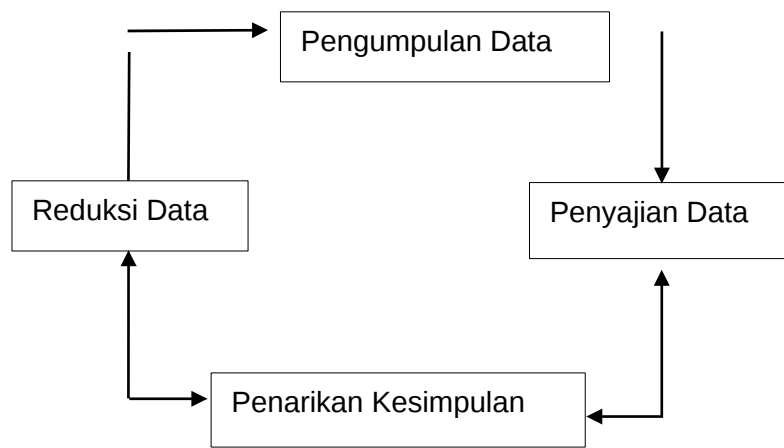 Pengumpulan Data
Reduksi Data
Penyajian Data
Penarikan Kesimpulan